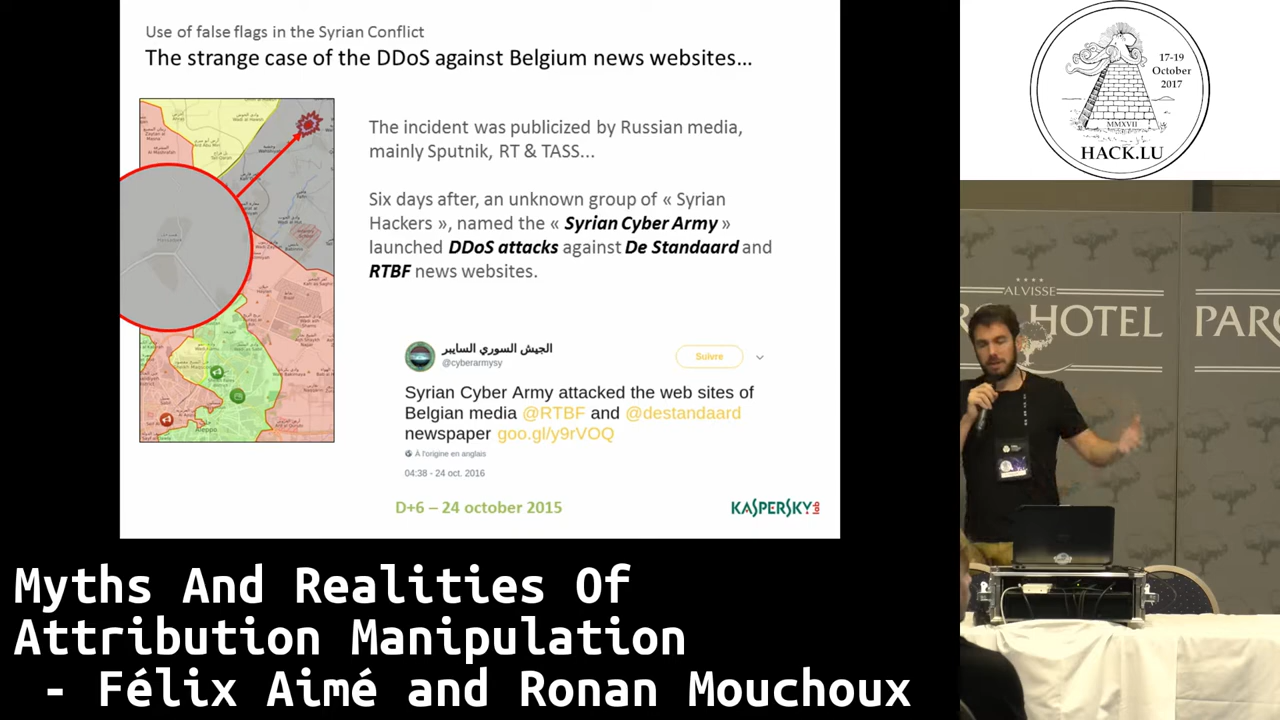 Use of false flags in the Syrian Conflict
The strange case of the DDoS against Belgium news websites...
The incident was publicized by Russian media,
mainly Sputnik, RT & TASS...
Six days after, an unknown group of « Syrian
Hackers », named the « Syrian Cyber Army »
launched DDoS attacks against De Standaard and
RTBF news websites.
الجيش السوري السايبر
@cyberarmysy
Suivre
Syrian Cyber Army attacked the web sites of
Belgian media @RTBF and @destandaard
newspaper goo.gl/y9rVOQ
À l'origine en anglais
04:38 - 24 oct. 2016
D+6 – 24 october 2015
KASPERSKY
Aleppo
17-19
October
2017
MMXVII
HACK.LU
ALVISSE
HOTEL
PARC
Myths And Realities Of
Attribution Manipulation
- Félix Aimé and Ronan Mouchoux